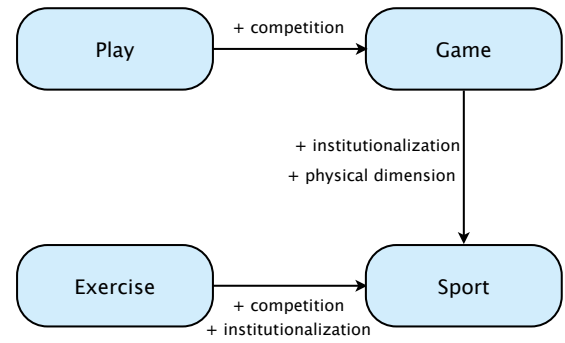 + competition
Play
Game
+ institutionalization
+ physical dimension
Exercise
Sport
+ competition
+ institutionalization